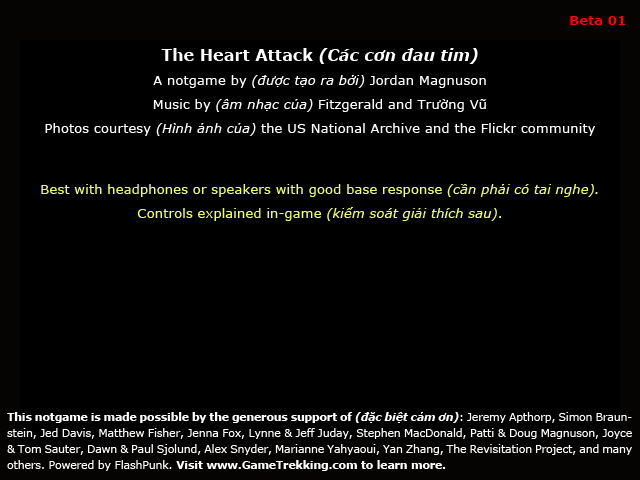 Beta 01
The Heart Attack (Các cơn đau tim)
A notgame by (được tạo ra bởi) Jordan Magnuson
Music by (âm nhạc của) Fitzgerald and Trường Vũ
Photos courtesy (Hình ảnh của) the US National Archive and the Flickr community
Best with headphones or speakers with good base response (cần phải có tai nghe).
Controls explained in-game (kiểm soát giải thích sau).
This notgame is made possible by the generous support of (đặc biệt cảm ơn): Jeremy Apthorp, Simon Braun-
stein, Jed Davis, Matthew Fisher, Jenna Fox, Lynne & Jeff Juday, Stephen MacDonald, Patti & Doug Magnuson, Joyce
& Tom Sauter, Dawn & Paul Sjolund, Alex Snyder, Marianne Yahyaoui, Yan Zhang, The Revisitation Project, and many
others. Powered by FlashPunk. Visit www.GameTrekking.com to learn more.